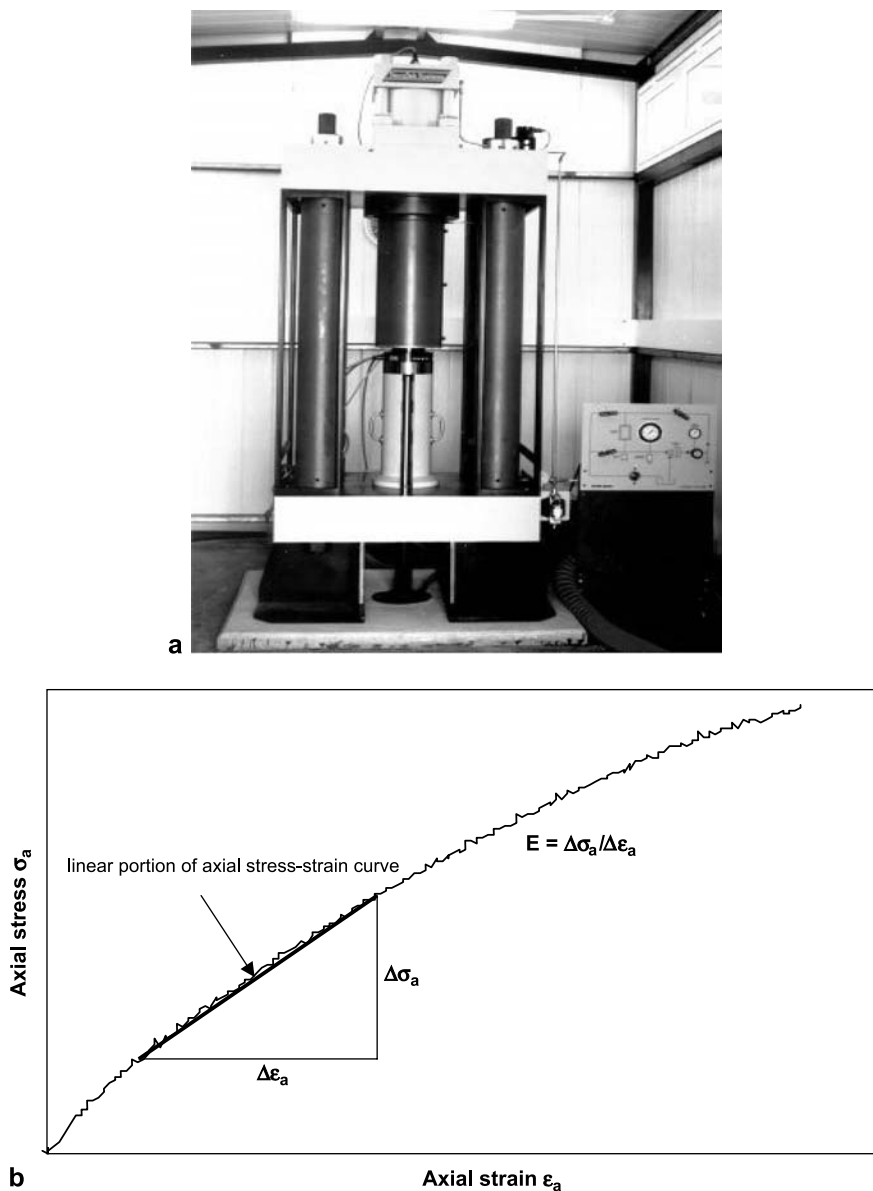 a
linear portion of axial stress-strain curve
E = Δσₐ/Δεₐ
Δσₐ
Δεₐ
Axial stress σₐ
b
Axial strain εₐ